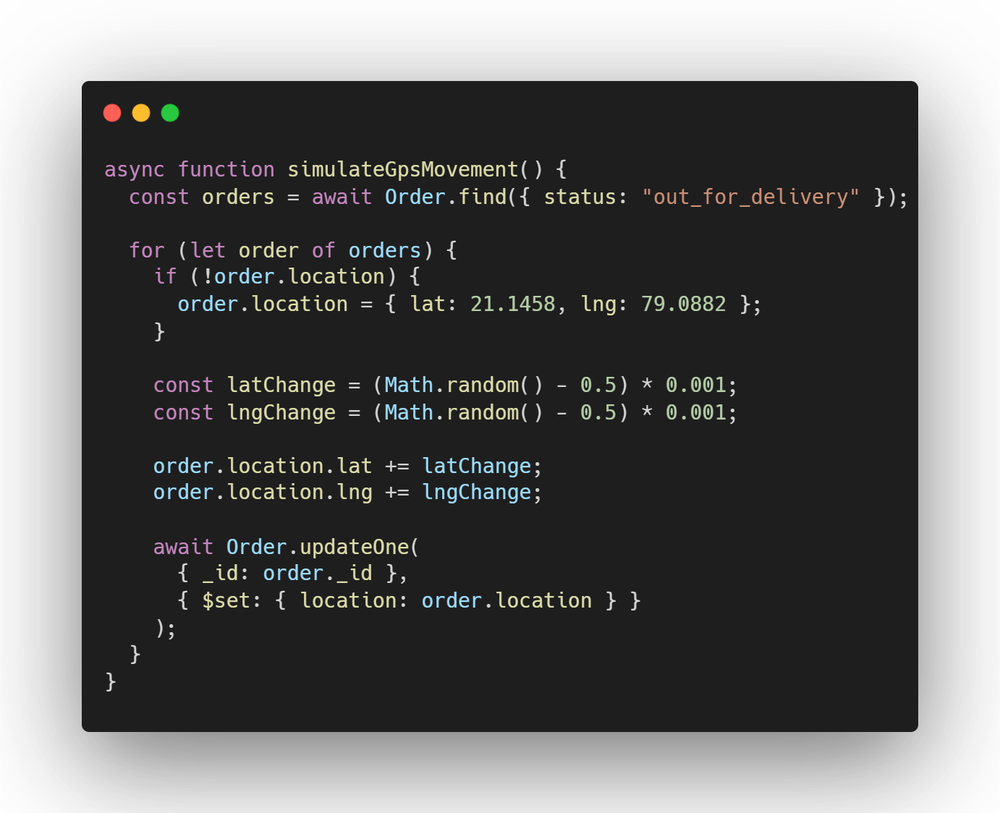 async function simulateGpsMovement() {
  const orders = await Order.find({ status: "out_for_delivery" });

  for (let order of orders) {
    if (!order.location) {
      order.location = { lat: 21.1458, lng: 79.0882 };
    }

    const latChange = (Math.random() - 0.5) * 0.001;
    const lngChange = (Math.random() - 0.5) * 0.001;

    order.location.lat += latChange;
    order.location.lng += lngChange;

    await Order.updateOne(
      { _id: order._id },
      { $set: { location: order.location } }
    );
  }
}